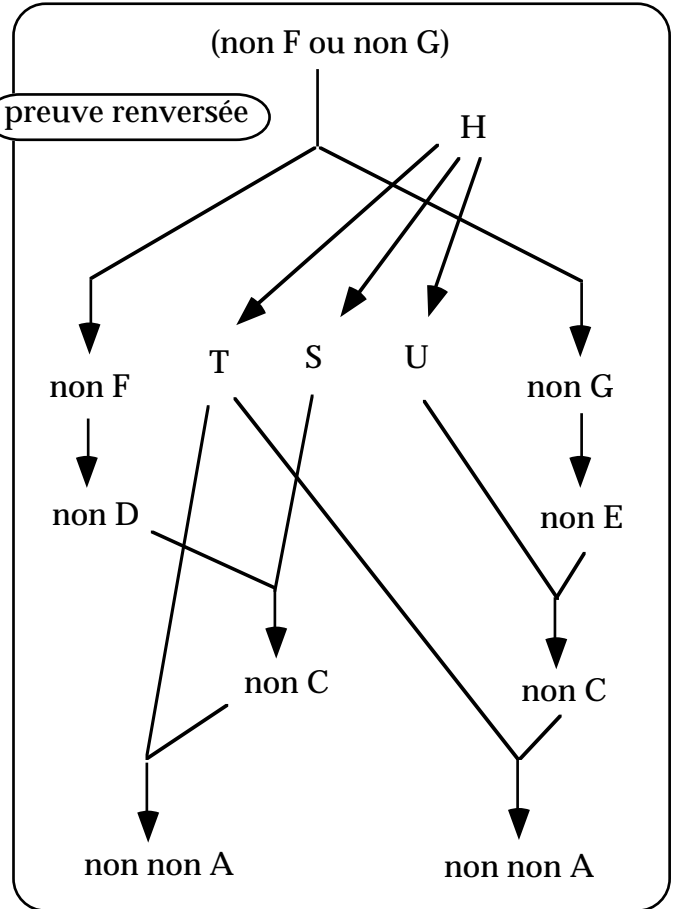 (non F ou non G)
preuve renversée
H
T S U
non F non G
non D non E
non C non C
non non A non non A